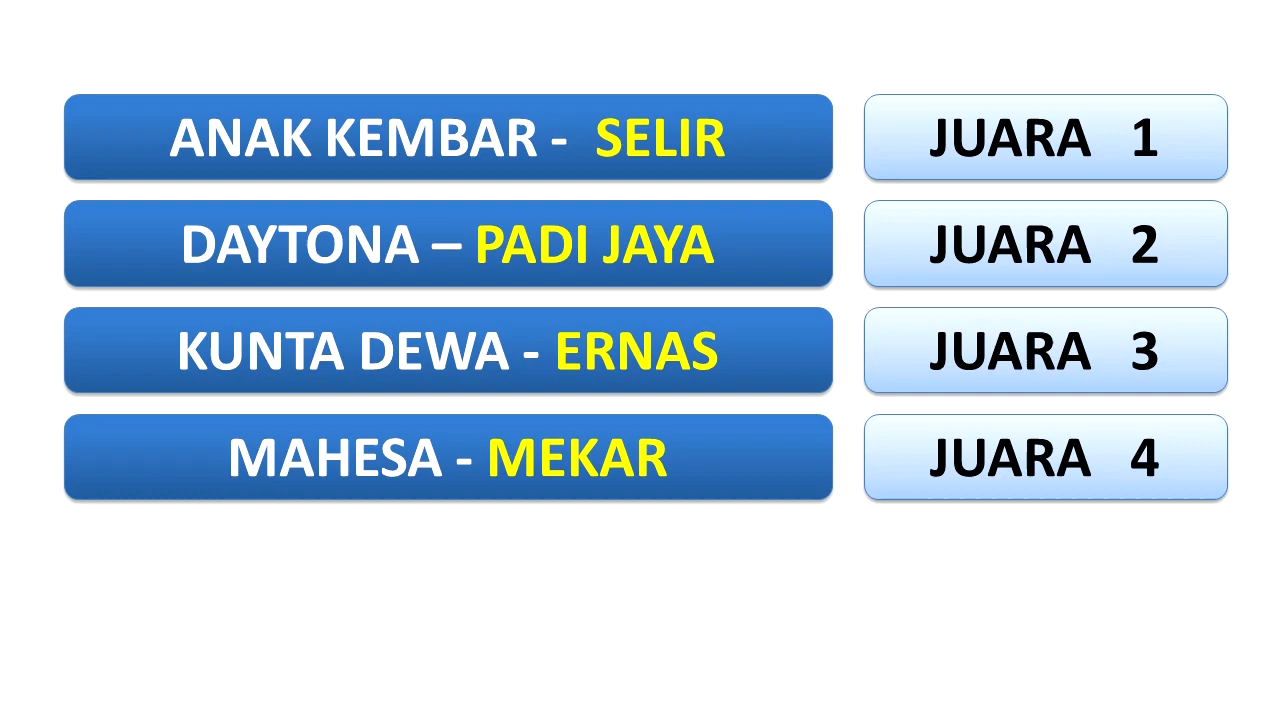 ANAK KEMBAR - SELIR JUARA 1
DAYTONA – PADI JAYA JUARA 2
KUNTA DEWA - ERNAS JUARA 3
MAHESA - MEKAR JUARA 4